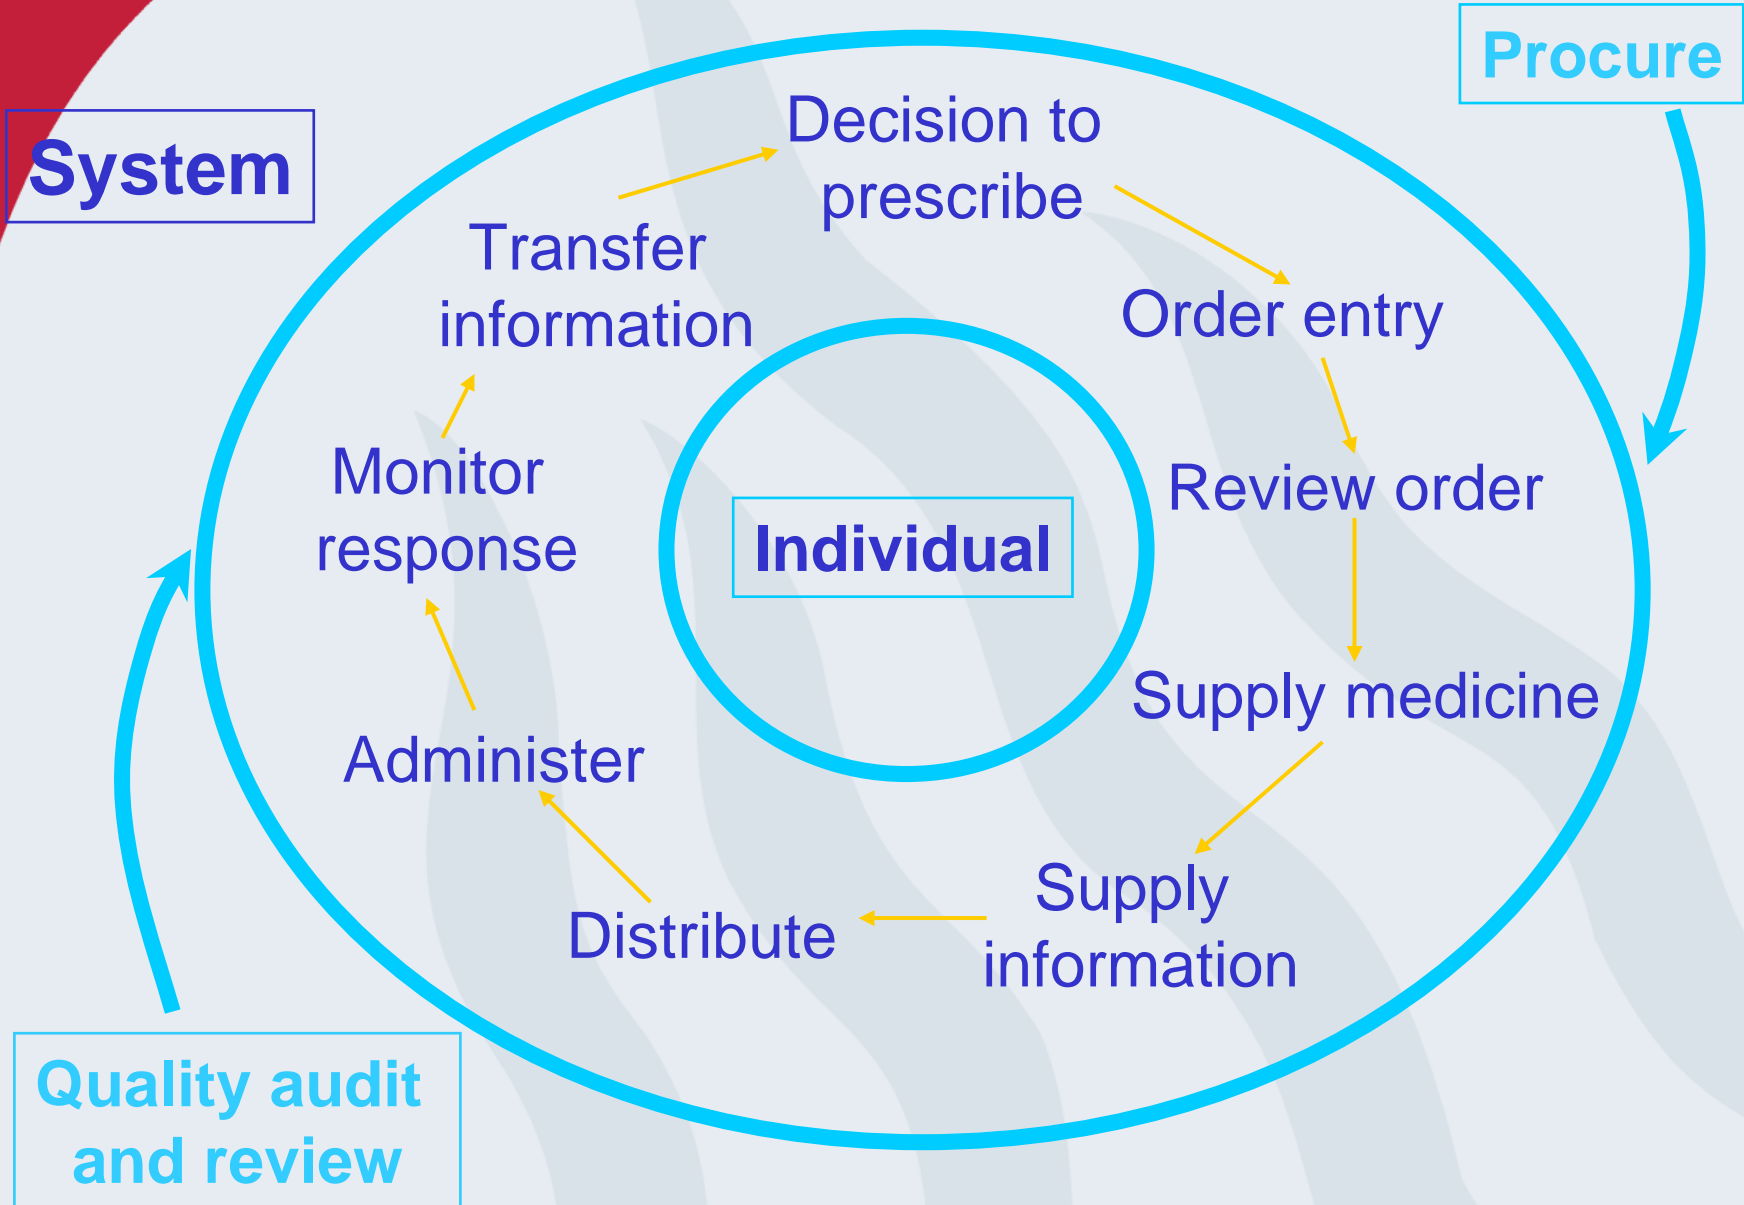 Procure
System
Decision to
prescribe
Transfer
information
Order entry
Monitor
response
Review order
Individual
Supply medicine
Administer
Supply
information
Distribute
Quality audit
and review